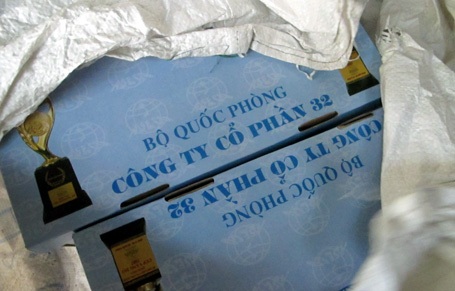 BỘ QUỐC PHÒNG
CÔNG TY CỔ PHẦN 32
CÔNG TY CỔ PHẦN 32
BỘ QUỐC PHÒNG